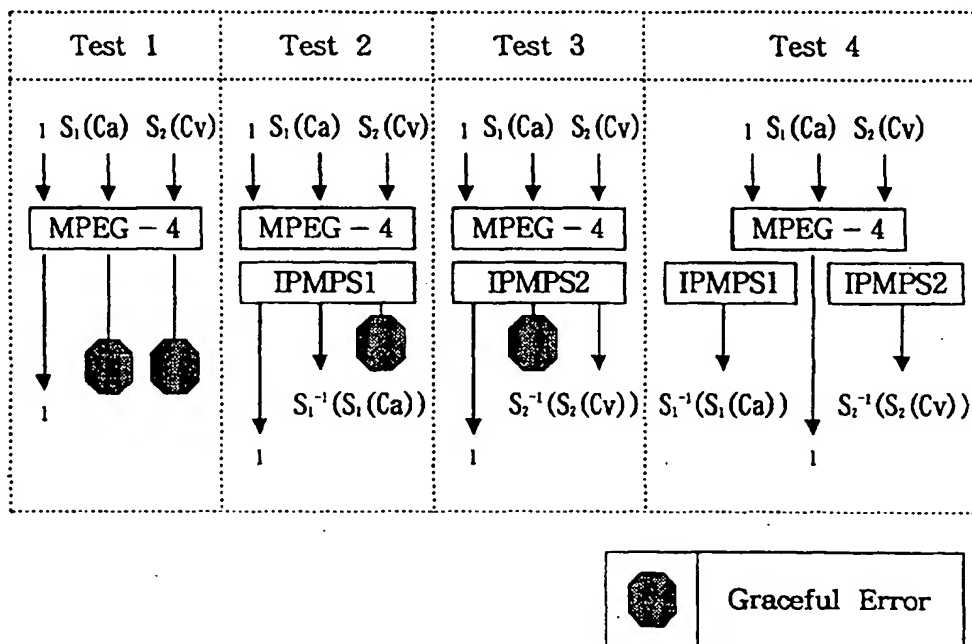 Test 1 Test 2 Test 3 Test 4
1 S₁(Ca) S₂(Cv) 1 S₁(Ca) S₂(Cv) 1 S₁(Ca) S₂(Cv) 1 S₁(Ca) S₂(Cv)
MPEG - 4 MPEG - 4 MPEG - 4 MPEG - 4
IPMPS1 IPMPS2 IPMPS1 IPMPS2
1 S₁⁻¹(S₁(Ca)) S₂⁻¹(S₂(Cv)) S₁⁻¹(S₁(Ca)) S₂⁻¹(S₂(Cv))
1 1 1
Graceful Error